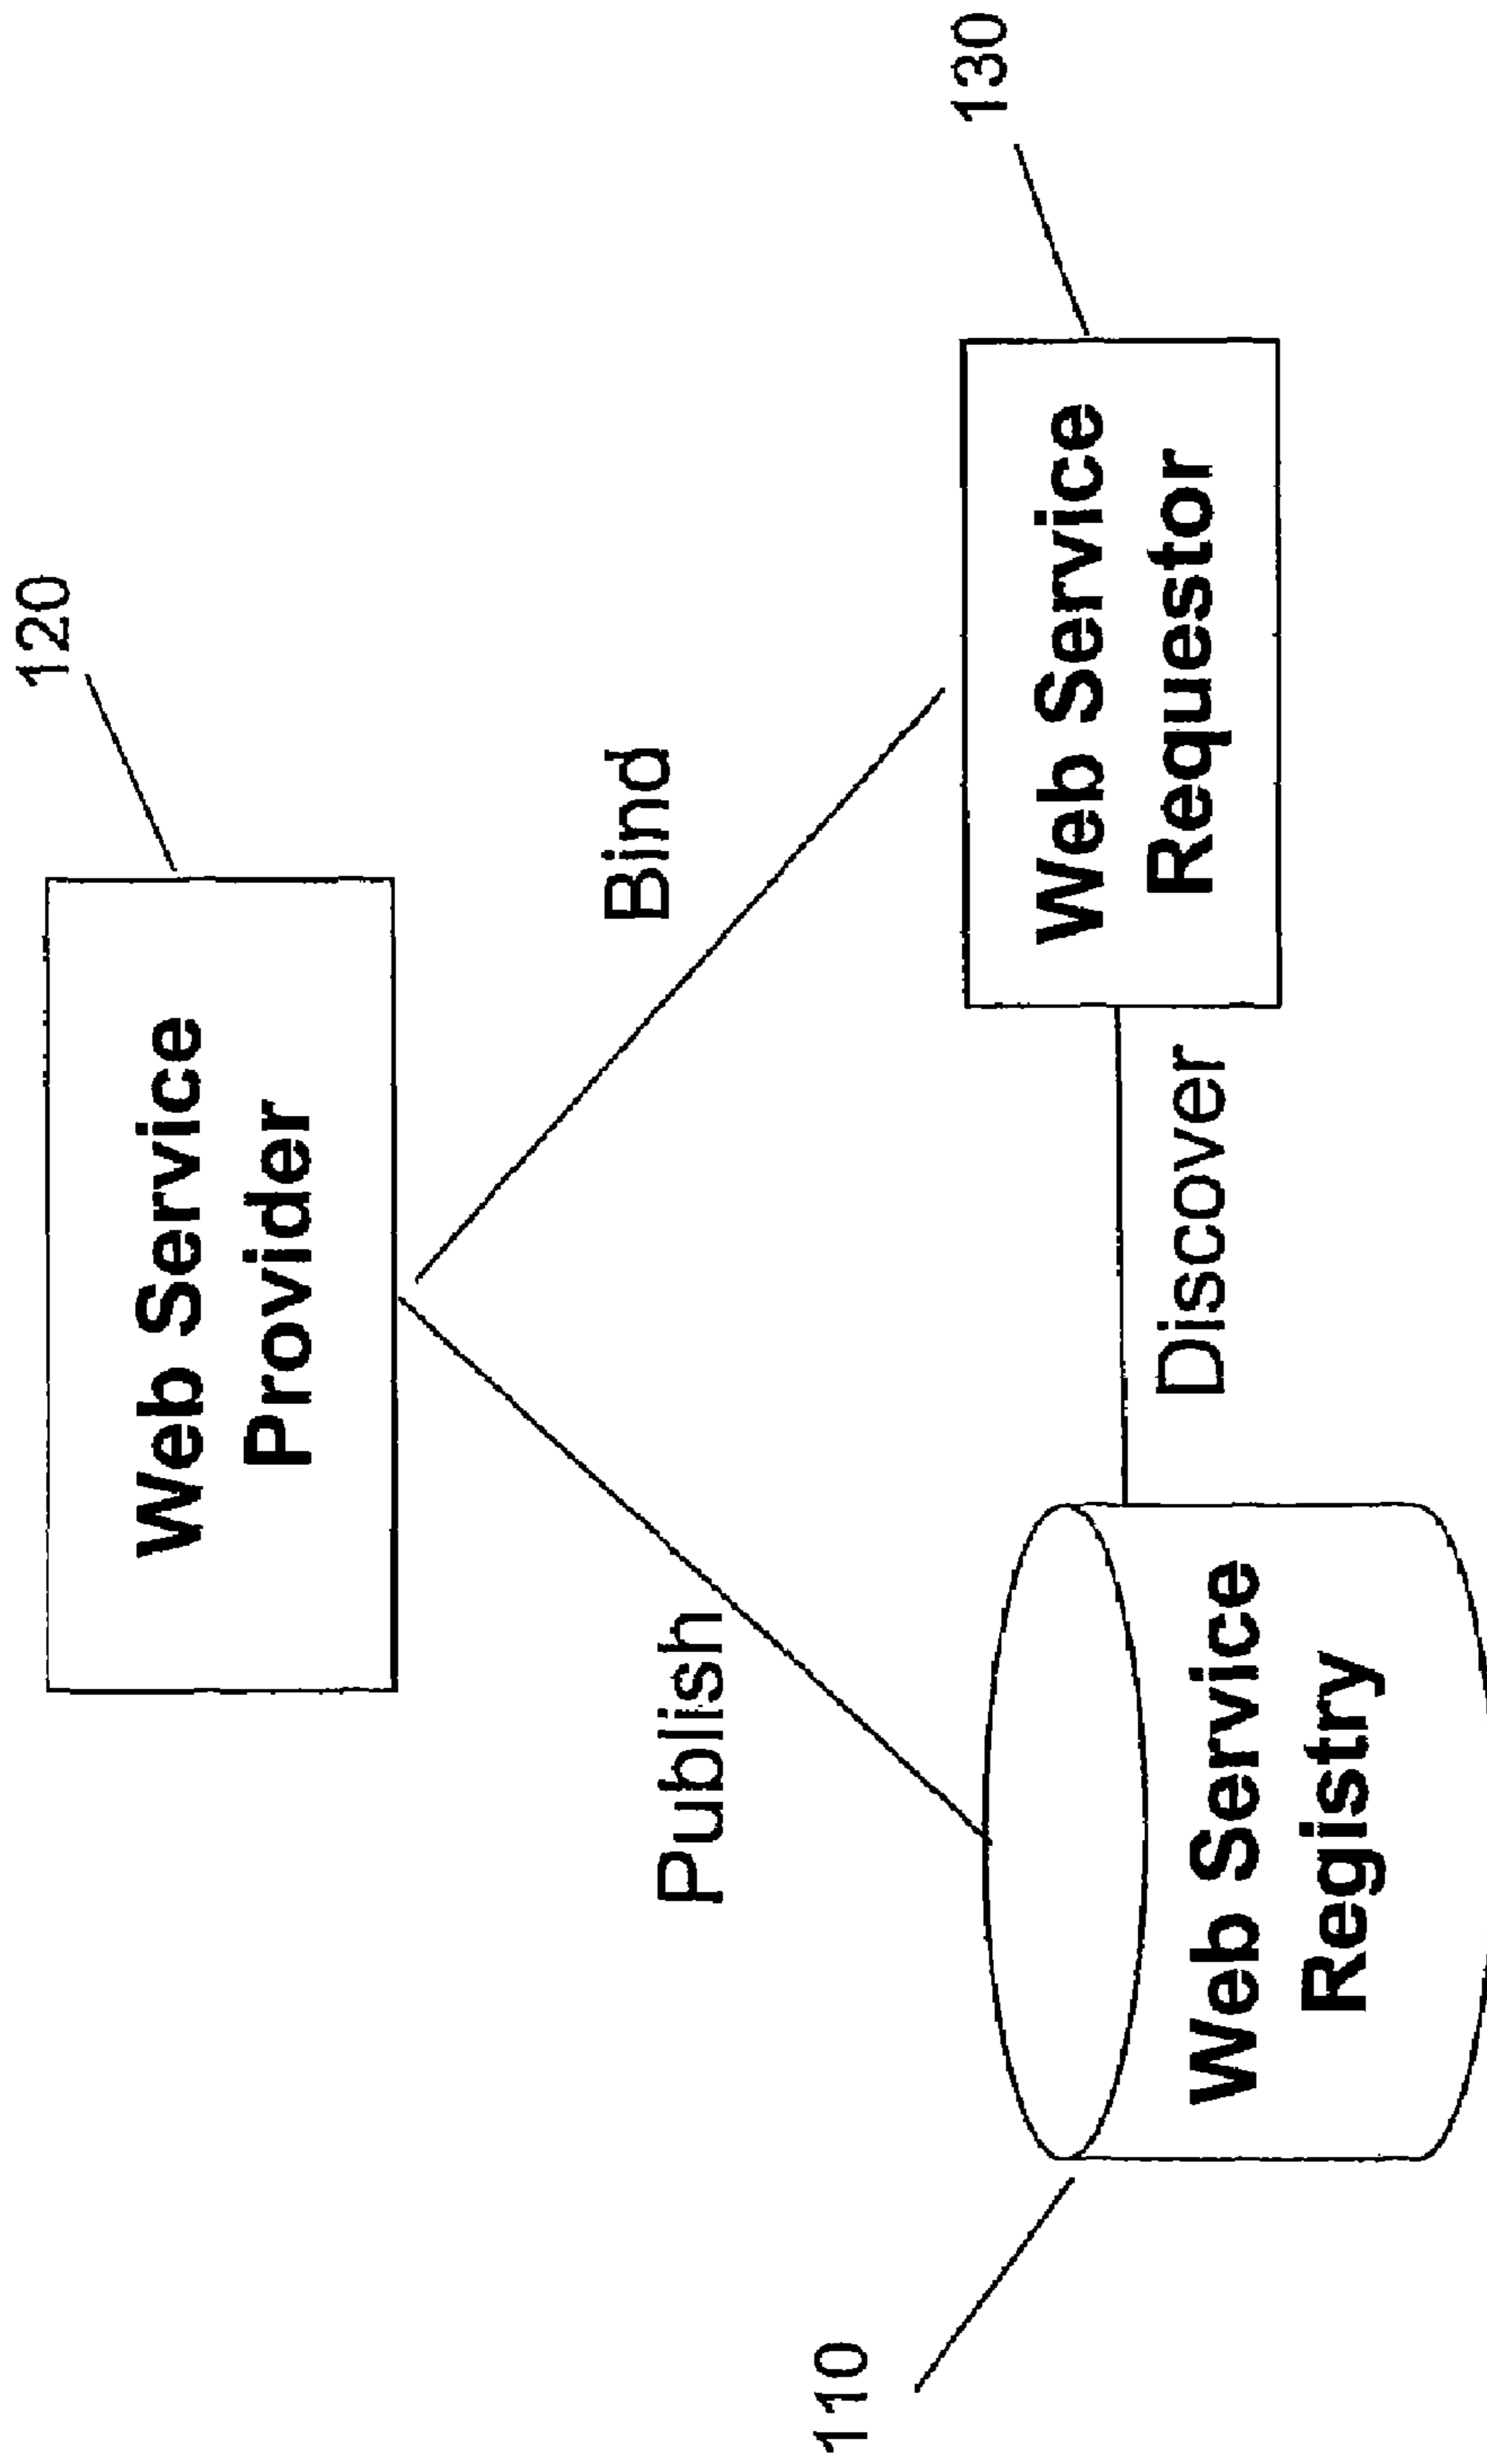 120
Web Service
Provider
Publish
Bind
130
110
Web Service
Registry
Discover
Web Service
Requestor